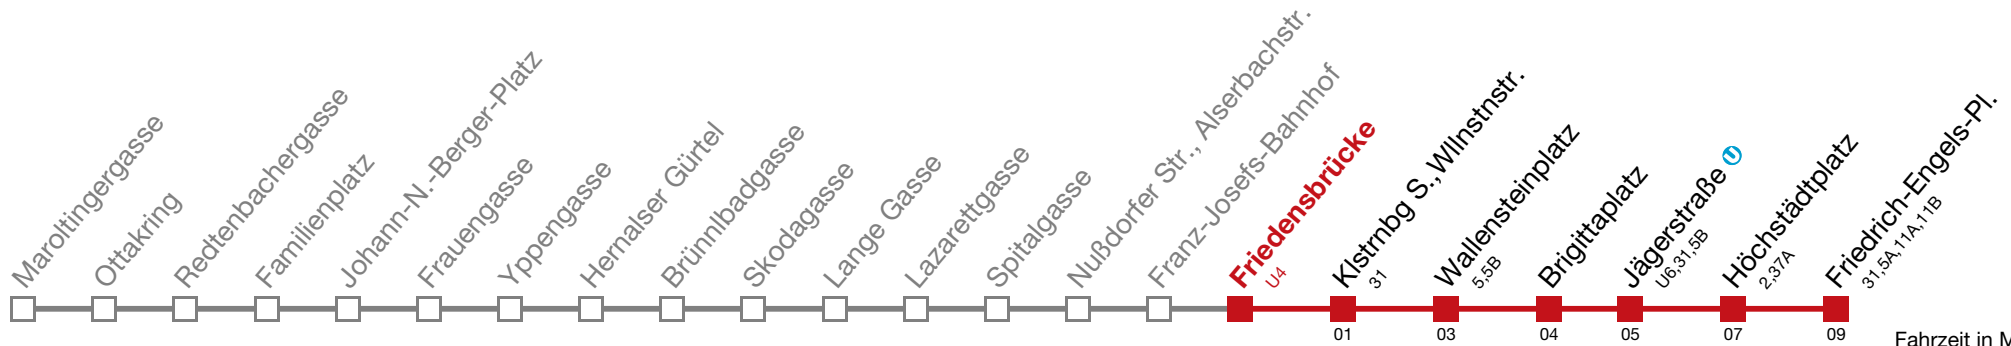 Maroltingergasse
Ottakring
Redtenbachergasse
Familienplatz
Johann-N.-Berger-Platz
Frauengasse
Yppengasse
Hernalser Gürtel
Brünnlbadgasse
Skodagasse
Lange Gasse
Lazarettgasse
Spitalgasse
Nußdorfer Str., Alserbachstr.
Franz-Josefs-Bahnhof
Friedensbrücke
U4
Klstrnbg S.,Wllnstnstr.
31
Wallensteinplatz
5,5B
Brigittaplatz
Jägerstraße U
U6,31,5B
Höchstädtplatz
2,37A
Friedrich-Engels-Pl.
31,5A,11A,11B
01
03
04
05
07
09
Fahrzeit in M